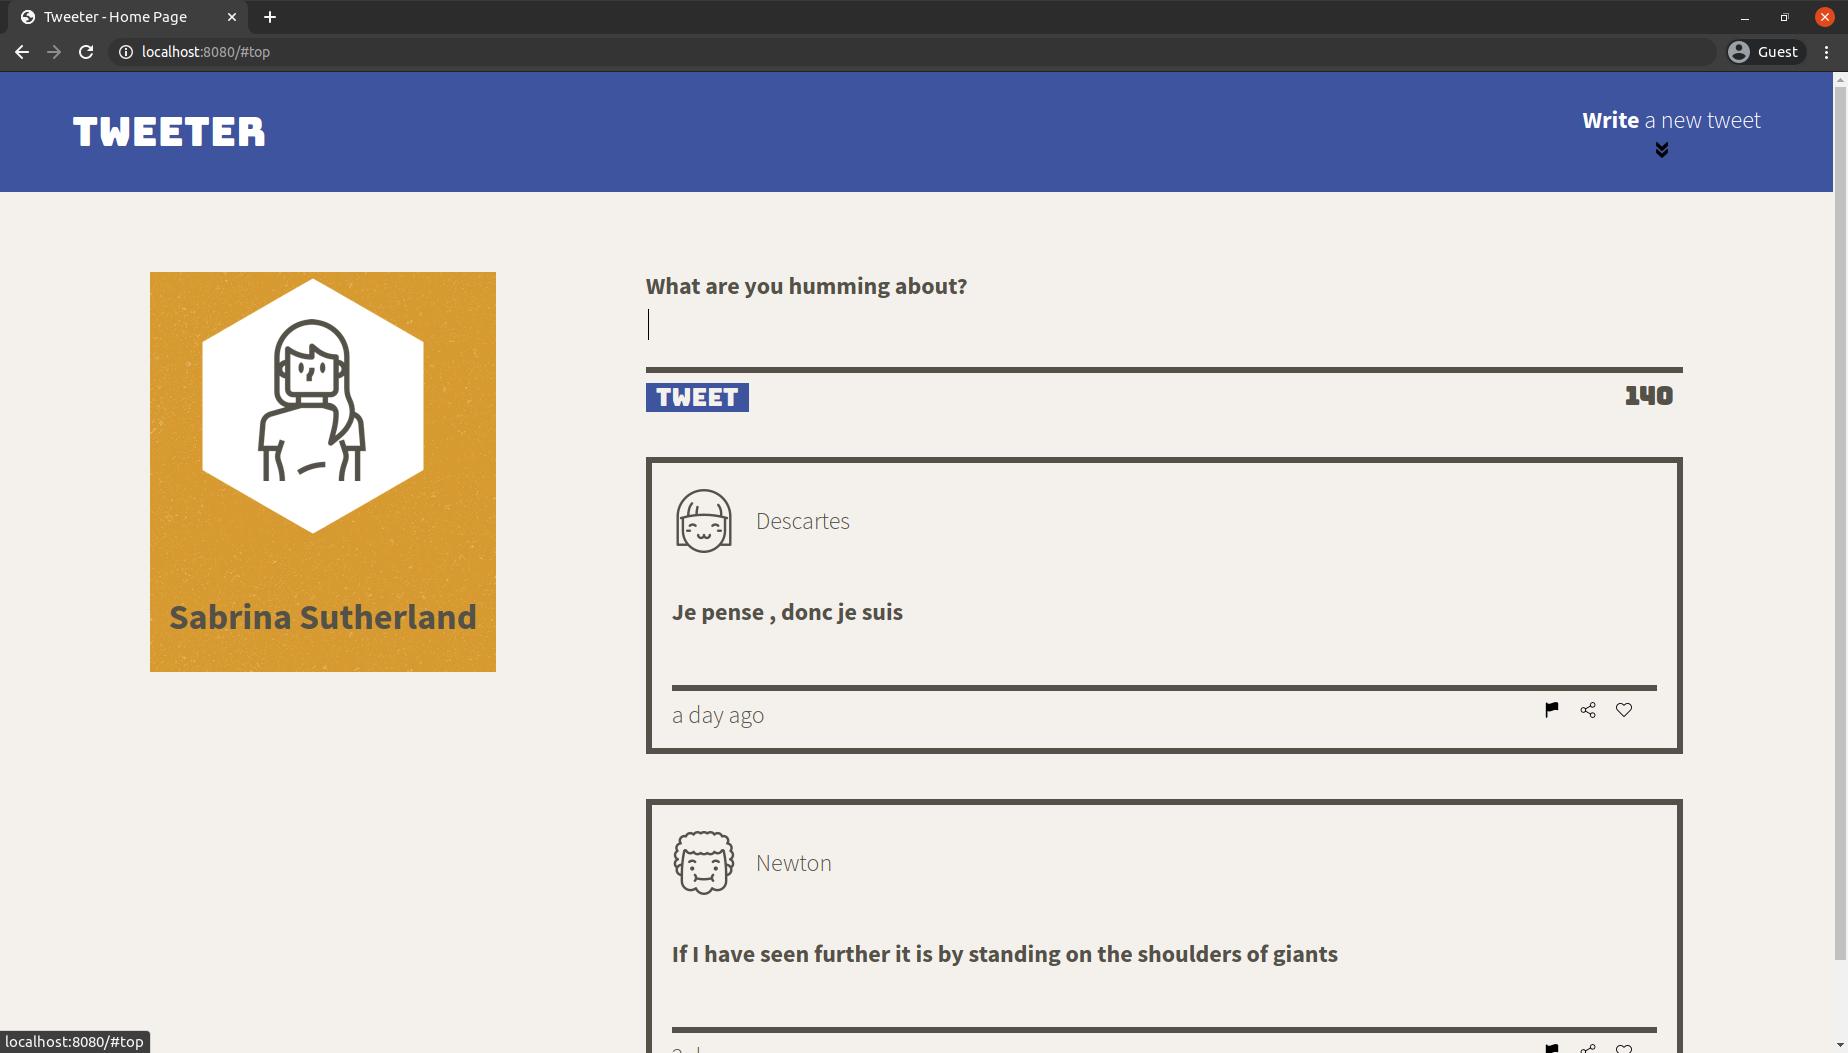 Tweeter - Home Page
localhost:8080/#top
Guest
TWEETER
Write a new tweet
Sabrina Sutherland
What are you humming about?
TWEET
140
Descartes
Je pense , donc je suis
a day ago
Newton
If I have seen further it is by standing on the shoulders of giants
localhost:8080/#top